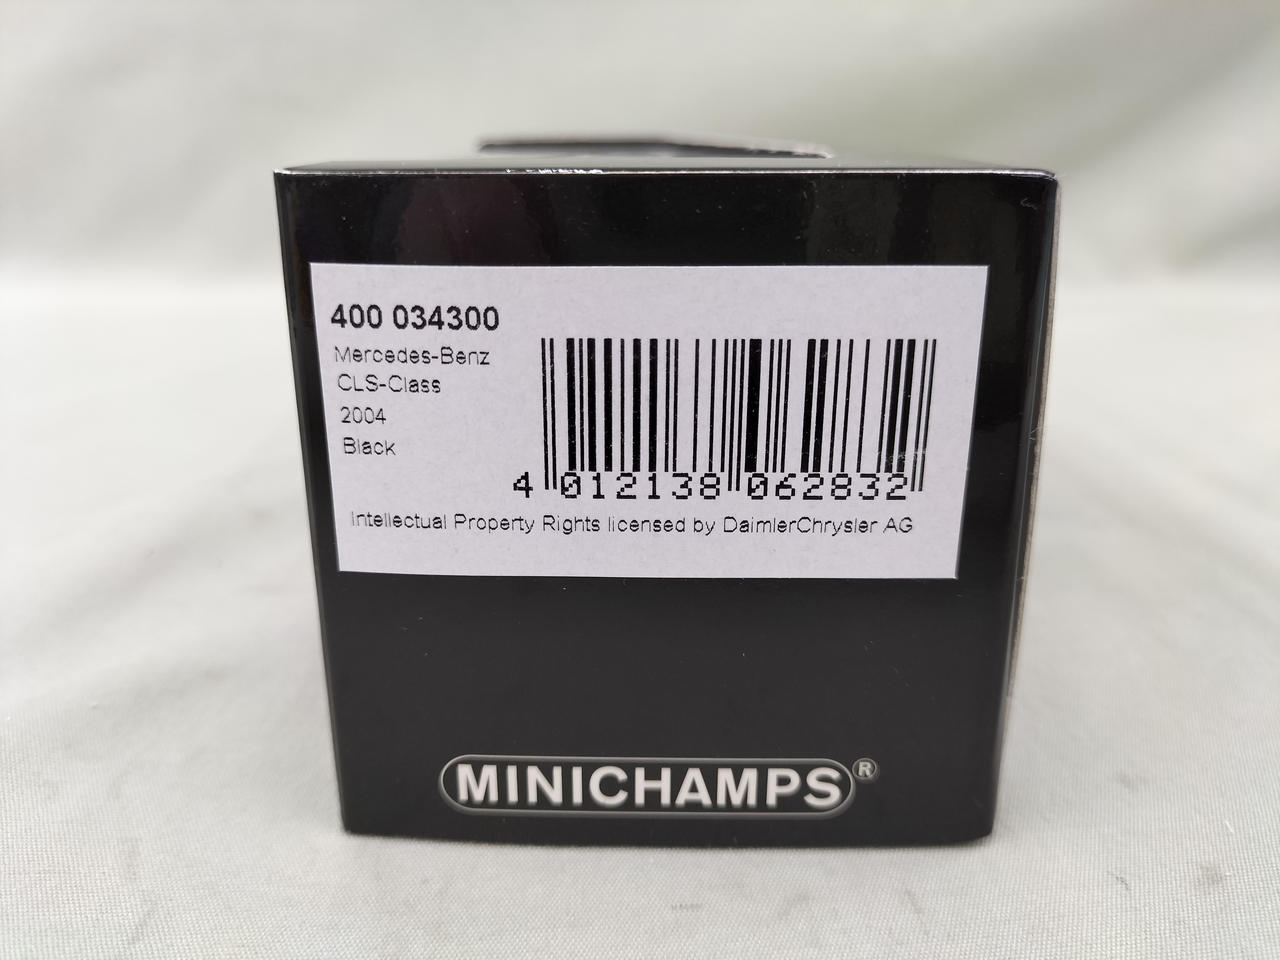 400 034300
Mercedes-Benz
CLS-Class
2004
Black
4 012138 062832
Intellectual Property Rights licensed by DaimlerChrysler AG
MINICHAMPS®